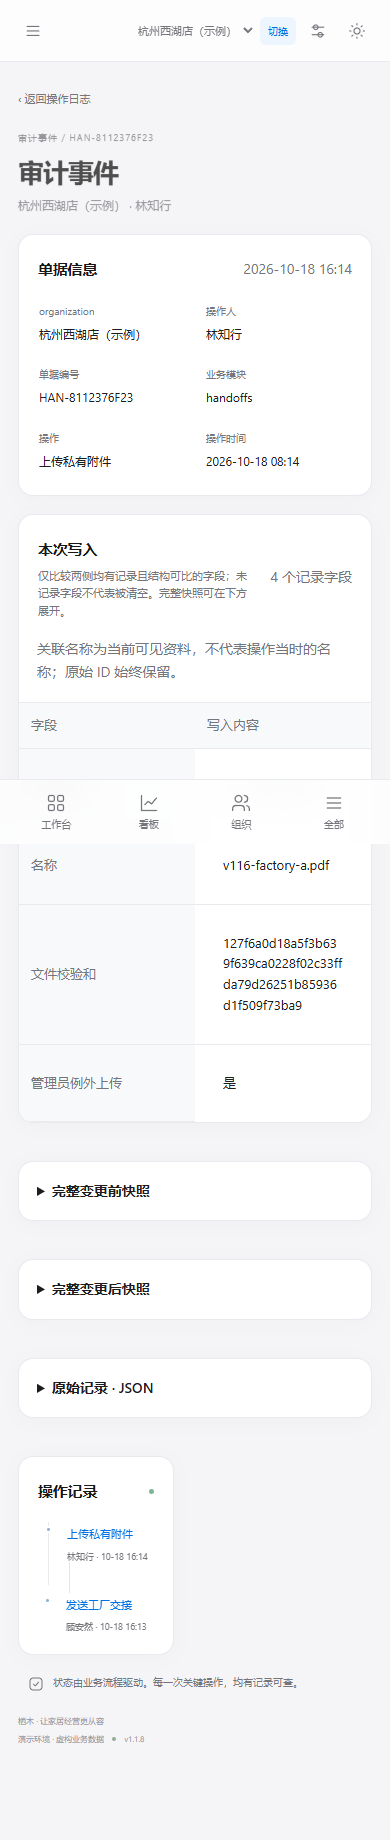 杭州西湖店（示例）
切换
‹ 返回操作日志
审计事件 / HAN-8112376F23
审计事件
杭州西湖店（示例） · 林知行
单据信息
2026-10-18 16:14
organization
操作人
杭州西湖店（示例）
林知行
单据编号
业务模块
HAN-8112376F23
handoffs
操作
操作时间
上传私有附件
2026-10-18 08:14
本次写入
仅比较两侧均有记录且结构可比的字段；未
记录字段不代表被清空。完整快照可在下方
展开。
4 个记录字段
关联名称为当前可见资料，不代表操作当时的名
称；原始 ID 始终保留。
字段
写入内容
工作台
看板
组织
全部
名称
v116-factory-a.pdf
文件校验和
127f6a0d18a5f3b63
9f639ca0228f02c33ff
da79d26251b85936
d1f509f73ba9
管理员例外上传
是
▶ 完整变更前快照
▶ 完整变更后快照
▶ 原始记录 · JSON
操作记录
上传私有附件
林知行 · 10-18 16:14
发送工厂交接
顾安然 · 10-18 16:13
状态由业务流程驱动。每一次关键操作，均有记录可查。
栖木 · 让家居经营更从容
演示环境 · 虚构业务数据
v1.1.6